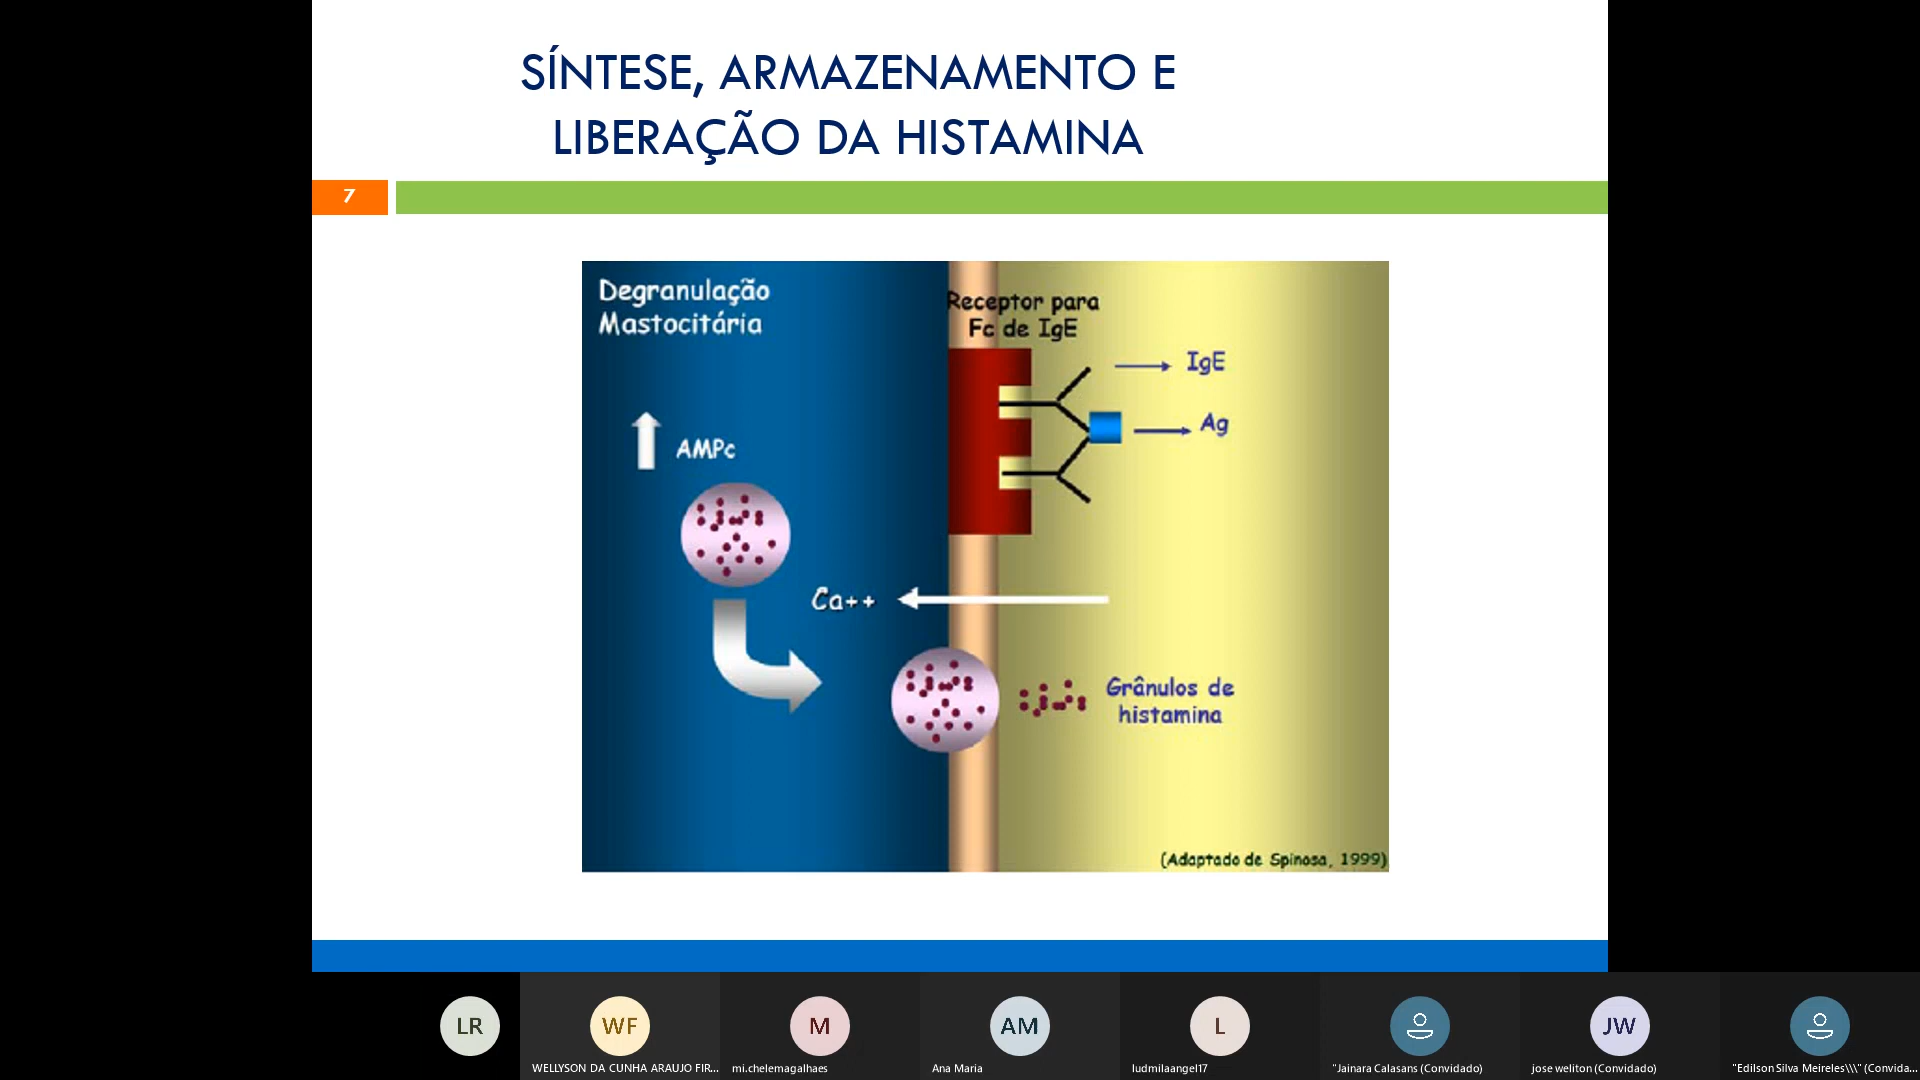 SÍNTESE, ARMAZENAMENTO E
LIBERAÇÃO DA HISTAMINA
7
Degranulação
Mastocitária
Receptor para
Fc de IgE
IgE
Ag
AMPc
Ca++
Grânulos de
histamina
(Adaptado de Spinosa, 1999)
LR
WF
M
AM
L
JW
WELLYSON DA CUNHA ARAUJO FIR...
mi.chelemagalhaes
Ana Maria
ludmilaangel17
"Jainara Calasans (Convidado)
jose weliton (Convidado)
"Edilson Silva Meireles\\\" (Convida...